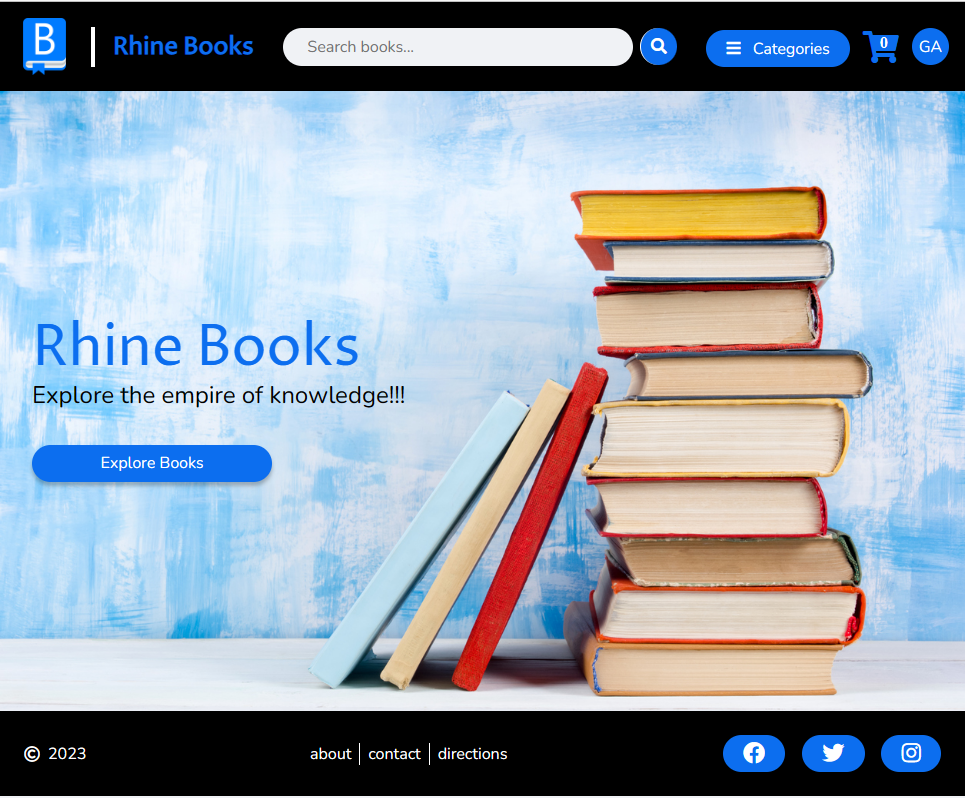 B
Rhine Books
Search books...
Categories
0
GA
Rhine Books
Explore the empire of knowledge!!!
Explore Books
© 2023
about
contact
directions